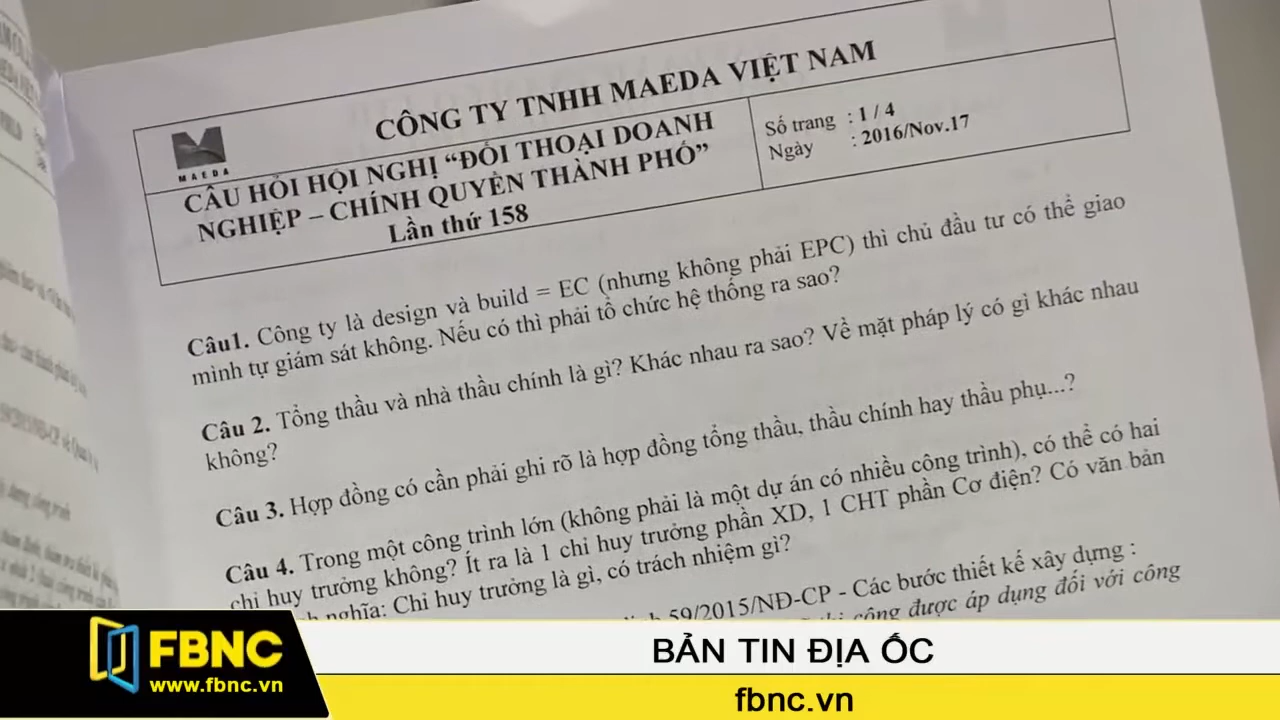 CÔNG TY TNHH MAEDA VIỆT NAM
MAEDA
CÂU HỎI HỘI NGHỊ “ĐỐI THOẠI DOANH
NGHIỆP – CHÍNH QUYỀN THÀNH PHỐ”
Lần thứ 158
Số trang : 1 / 4
Ngày : 2016/Nov.17
Câu1. Công ty là design và build = EC (nhưng không phải EPC) thì chủ đầu tư có thể giao
mình tự giám sát không. Nếu có thì phải tổ chức hệ thống ra sao?
Câu 2. Tổng thầu và nhà thầu chính là gì? Khác nhau ra sao? Về mặt pháp lý có gì khác nhau
không?
Câu 3. Hợp đồng có cần phải ghi rõ là hợp đồng tổng thầu, thầu chính hay thầu phụ...?
Câu 4. Trong một công trình lớn (không phải là một dự án có nhiều công trình), có thể có hai
chỉ huy trưởng không? Ít ra là 1 chỉ huy trưởng phần XD, 1 CHT phần Cơ điện? Có văn bản
nghĩa: Chỉ huy trưởng là gì, có trách nhiệm gì?
59/2015/NĐ-CP - Các bước thiết kế xây dựng :
công được áp dụng đối với công
FBNC
www.fbnc.vn
BẢN TIN ĐỊA ỐC
fbnc.vn